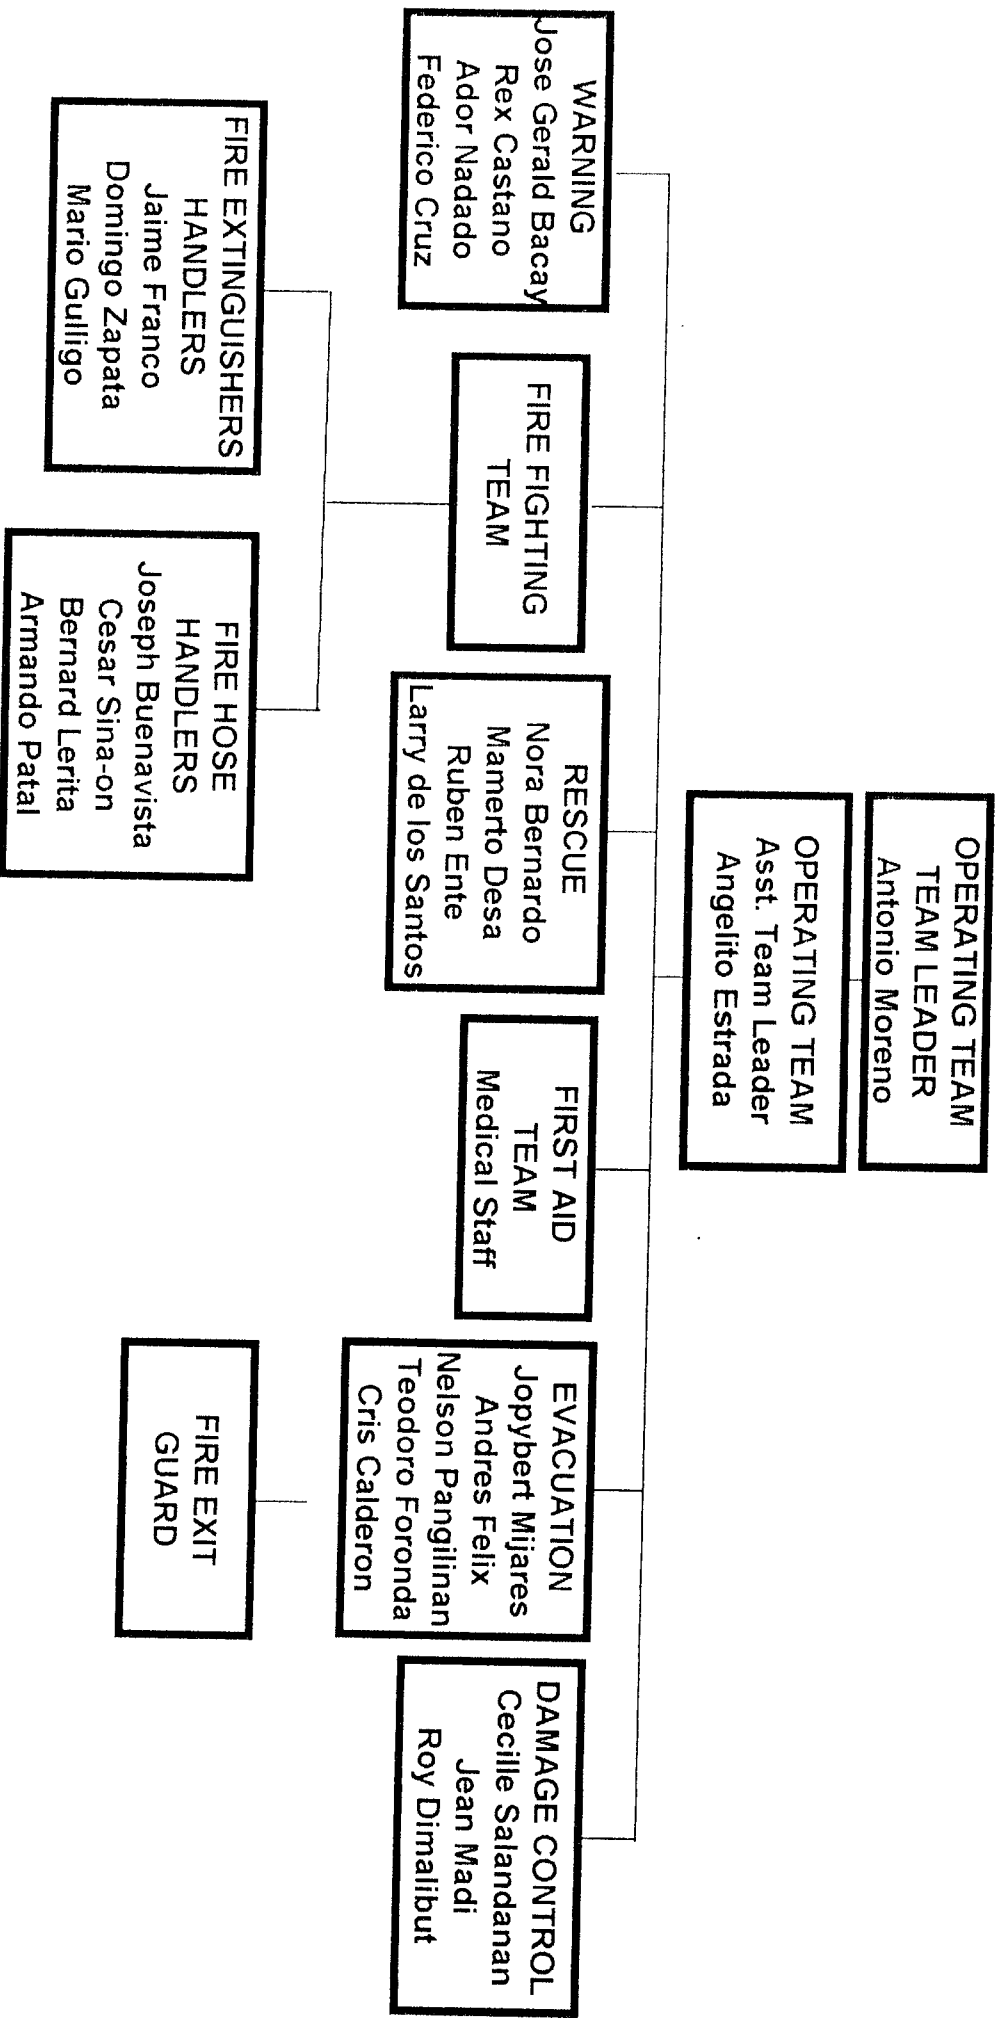 OPERATING TEAM
TEAM LEADER
Antonio Moreno
OPERATING TEAM
Asst. Team Leader
Angelito Estrada
WARNING
Jose Gerald Bacay
Rex Castano
Ador Nadado
Federico Cruz
FIRE FIGHTING
TEAM
RESCUE
Nora Bernardo
Mamerto Desa
Ruben Ente
Larry de los Santos
FIRST AID
TEAM
Medical Staff
EVACUATION
Jopybert Mijares
Andres Felix
Nelson Pangilinan
Teodoro Foronda
Cris Calderon
DAMAGE CONTROL
Cecille Salandanan
Jean Madi
Roy Dimalibut
FIRE EXTINGUISHERS
HANDLERS
Jaime Franco
Domingo Zapata
Mario Gulligo
FIRE HOSE
HANDLERS
Joseph Buenavista
Cesar Sina-on
Bernard Lerita
Armando Patal
FIRE EXIT
GUARD